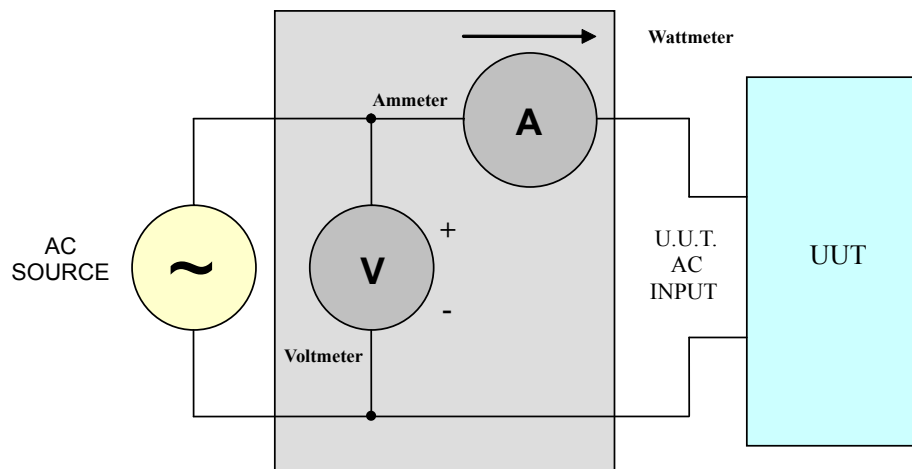 Wattmeter
Ammeter
A
AC
SOURCE
~
V
+
-
Voltmeter
U.U.T.
AC
INPUT
UUT